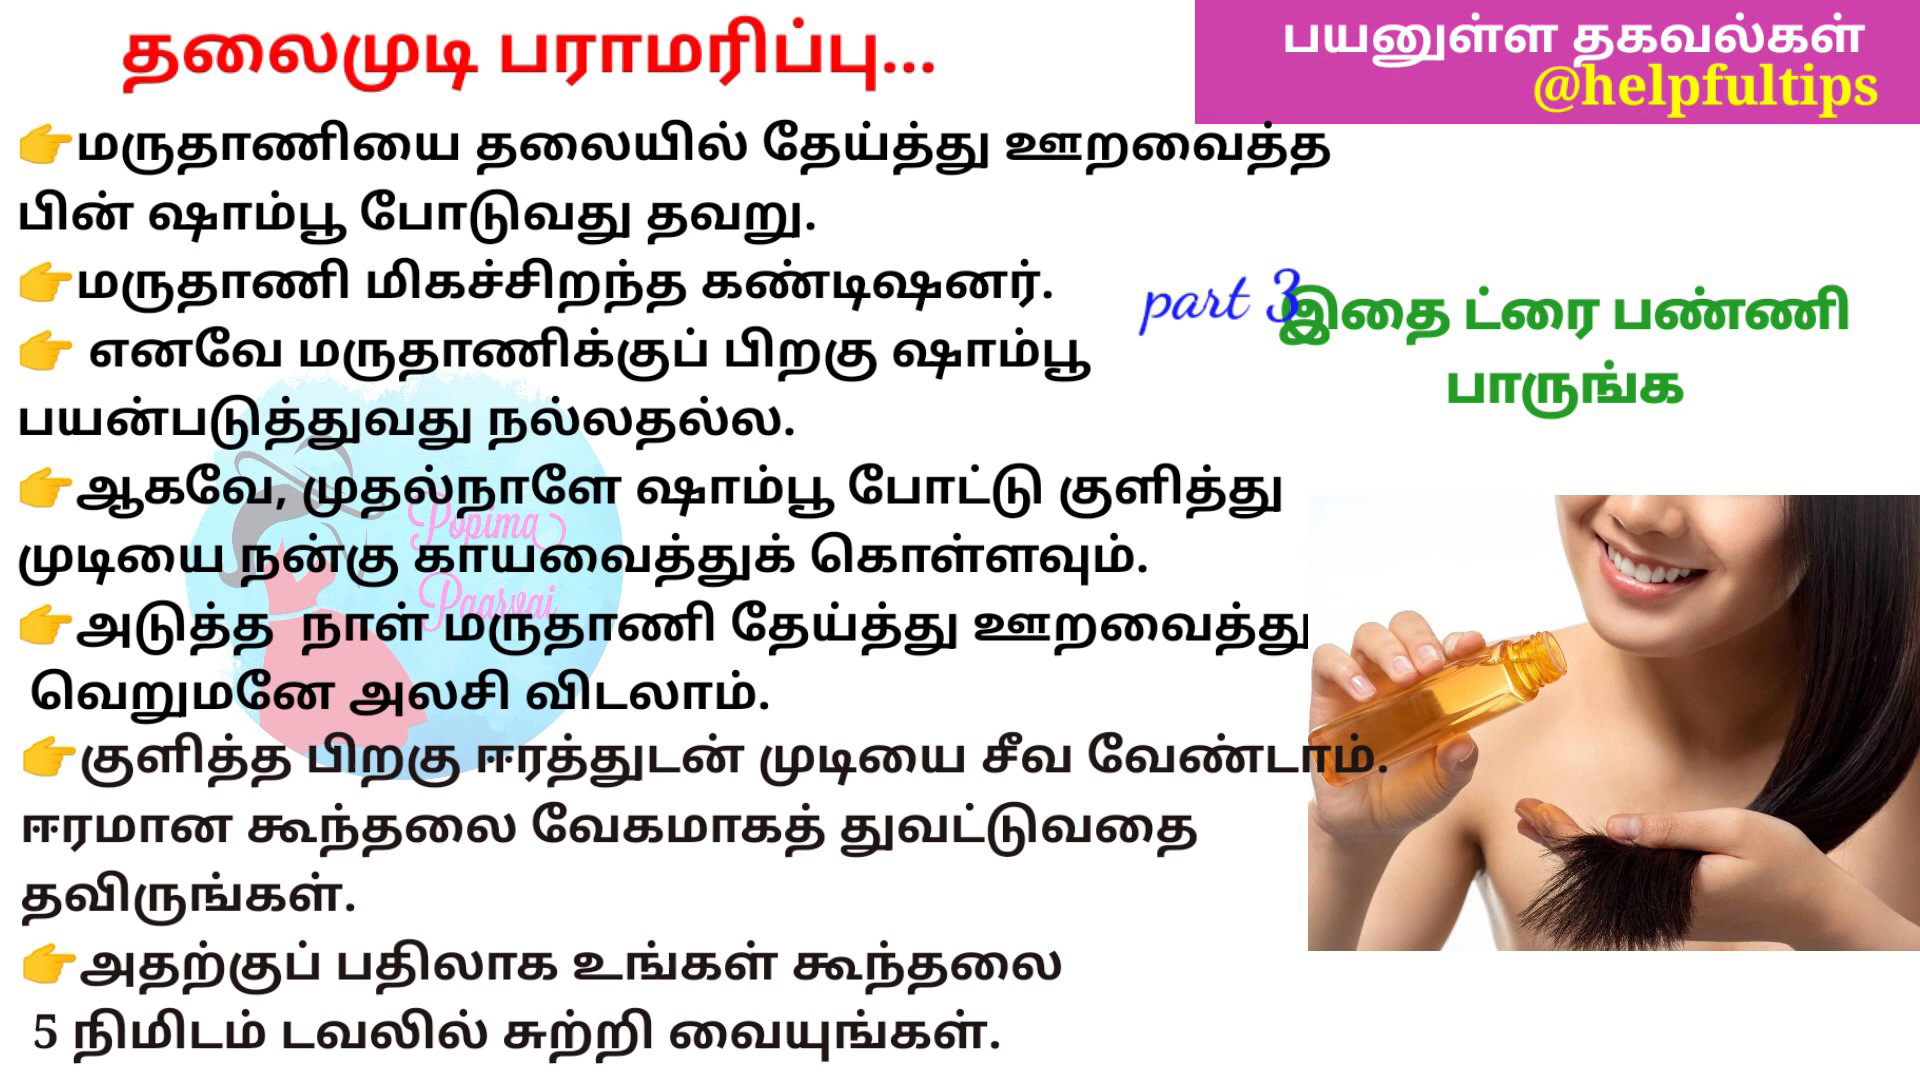 தலைமுடி பராமரிப்பு...
பயனுள்ள தகவல்கள்
@helpfultips
👉மருதாணியை தலையில் தேய்த்து ஊறவைத்த
பின் ஷாம்பூ போடுவது தவறு.
👉மருதாணி மிகச்சிறந்த கண்டிஷனர்.
👉 எனவே மருதாணிக்குப் பிறகு ஷாம்பூ
பயன்படுத்துவது நல்லதல்ல.
👉ஆகவே, முதல்நாளே ஷாம்பூ போட்டு குளித்து
முடியை நன்கு காயவைத்துக் கொள்ளவும்.
👉அடுத்த நாள் மருதாணி தேய்த்து ஊறவைத்து
வெறுமனே அலசி விடலாம்.
👉குளித்த பிறகு ஈரத்துடன் முடியை சீவ வேண்டாம்.
ஈரமான கூந்தலை வேகமாகத் துவட்டுவதை
தவிருங்கள்.
👉அதற்குப் பதிலாக உங்கள் கூந்தலை
5 நிமிடம் டவலில் சுற்றி வையுங்கள்.
part 3
இதை ட்ரை பண்ணி
பாருங்க
Popima
Paarvai